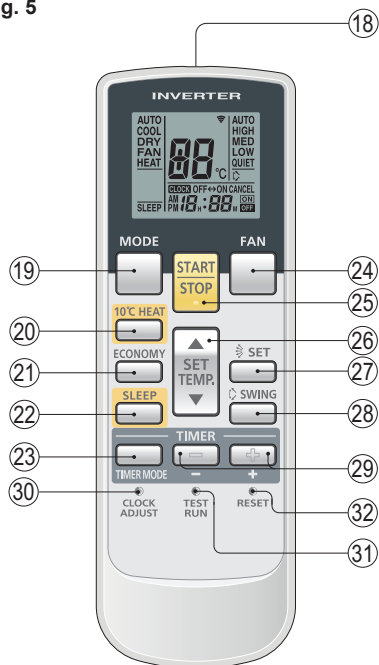 g. 5
18
INVERTER
AUTO
COOL
DRY
FAN
HEAT
SLEEP
88 °C
AUTO
HIGH
MED
LOW
QUIET
CLOCK OFF↔ON CANCEL
AM
PM 18 H : 88 M ON
OFF
MODE
FAN
START
STOP
19
24
25
10°C HEAT
20
26
ECONOMY
21
SET
TEMP.
SET
27
SLEEP
22
SWING
28
TIMER
23
29
TIMER MODE
−
+
30
CLOCK
ADJUST
TEST
RUN
RESET
32
31